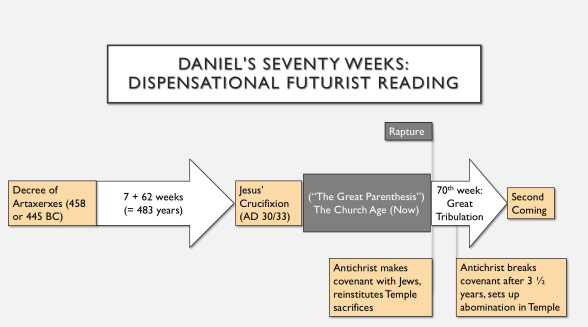 DANIEL'S SEVENTY WEEKS:
DISPENSATIONAL FUTURIST READING
Rapture
Decree of
Artaxerxes (458
or 445 BC)
7 + 62 weeks
(= 483 years)
Jesus'
Crucifixion
(AD 30/33)
("The Great Parenthesis")
The Church Age (Now)
70th week:
Great
Tribulation
Second
Coming
Antichrist makes
covenant with Jews,
reinstitutes Temple
sacrifices
Antichrist breaks
covenant after 3 ½
years, sets up
abomination in Temple